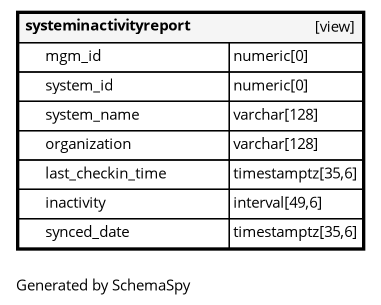 systeminactivityreport [view]
mgm_id numeric[0]
system_id numeric[0]
system_name varchar[128]
organization varchar[128]
last_checkin_time timestamptz[35,6]
inactivity interval[49,6]
synced_date timestamptz[35,6]
Generated by SchemaSpy